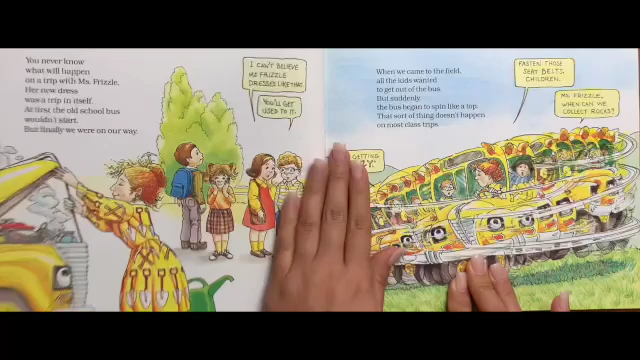 You never know
what will happen
on a trip with Ms. Frizzle.
Her new dress
was a trip in itself.
At first the old school bus
wouldn't start.
But finally we were on our way.
I CAN'T BELIEVE
MS. FRIZZLE
DRESSES LIKE THAT.
YOU'LL GET
USED TO IT.
When we came to the field,
all the kids wanted
to get out of the bus.
But suddenly
the bus began to spin like a top.
That sort of thing doesn't happen
on most class trips.
FASTEN THOSE
SEAT BELTS,
CHILDREN.
MS. FRIZZLE,
WHEN CAN WE
COLLECT ROCKS?
GETTING